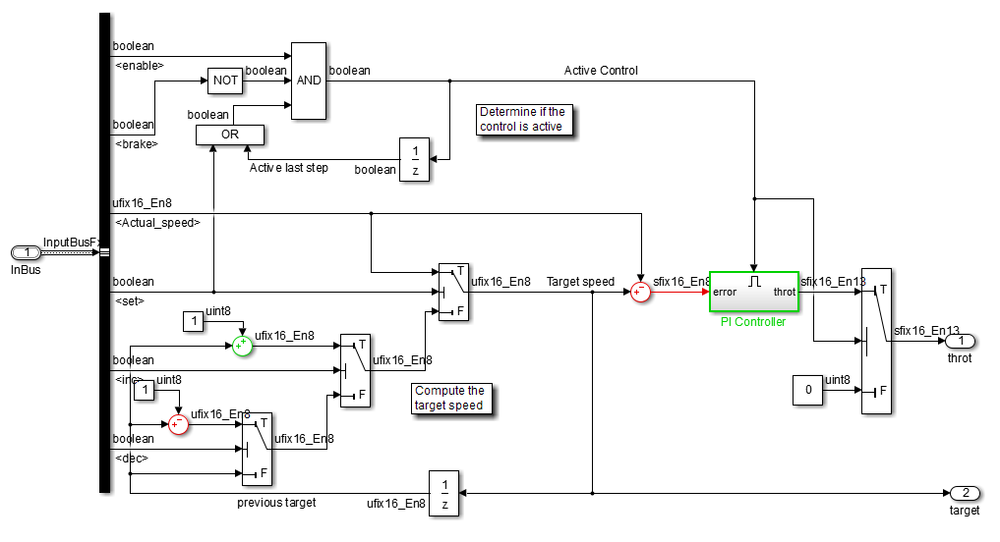 boolean
<enable>
NOT
boolean
AND
boolean
Active Control
boolean
Determine if the
control is active
boolean
<brake>
OR
Active last step
boolean
1
z
ufix16_En8
<Actual_speed>
1
InputBusFx
InBus
boolean
<set>
T
F
ufix16_En8
Target speed
+
−
sfix16_En8
error
throt
PI Controller
sfix16_En13
T
F
sfix16_En13
1
throt
1
uint8
+
+
ufix16_En8
T
F
ufix16_En8
boolean
<inc>
1
uint8
Compute the
target speed
0
uint8
+
−
ufix16_En8
T
F
ufix16_En8
boolean
<dec>
previous target
ufix16_En8
1
z
2
target